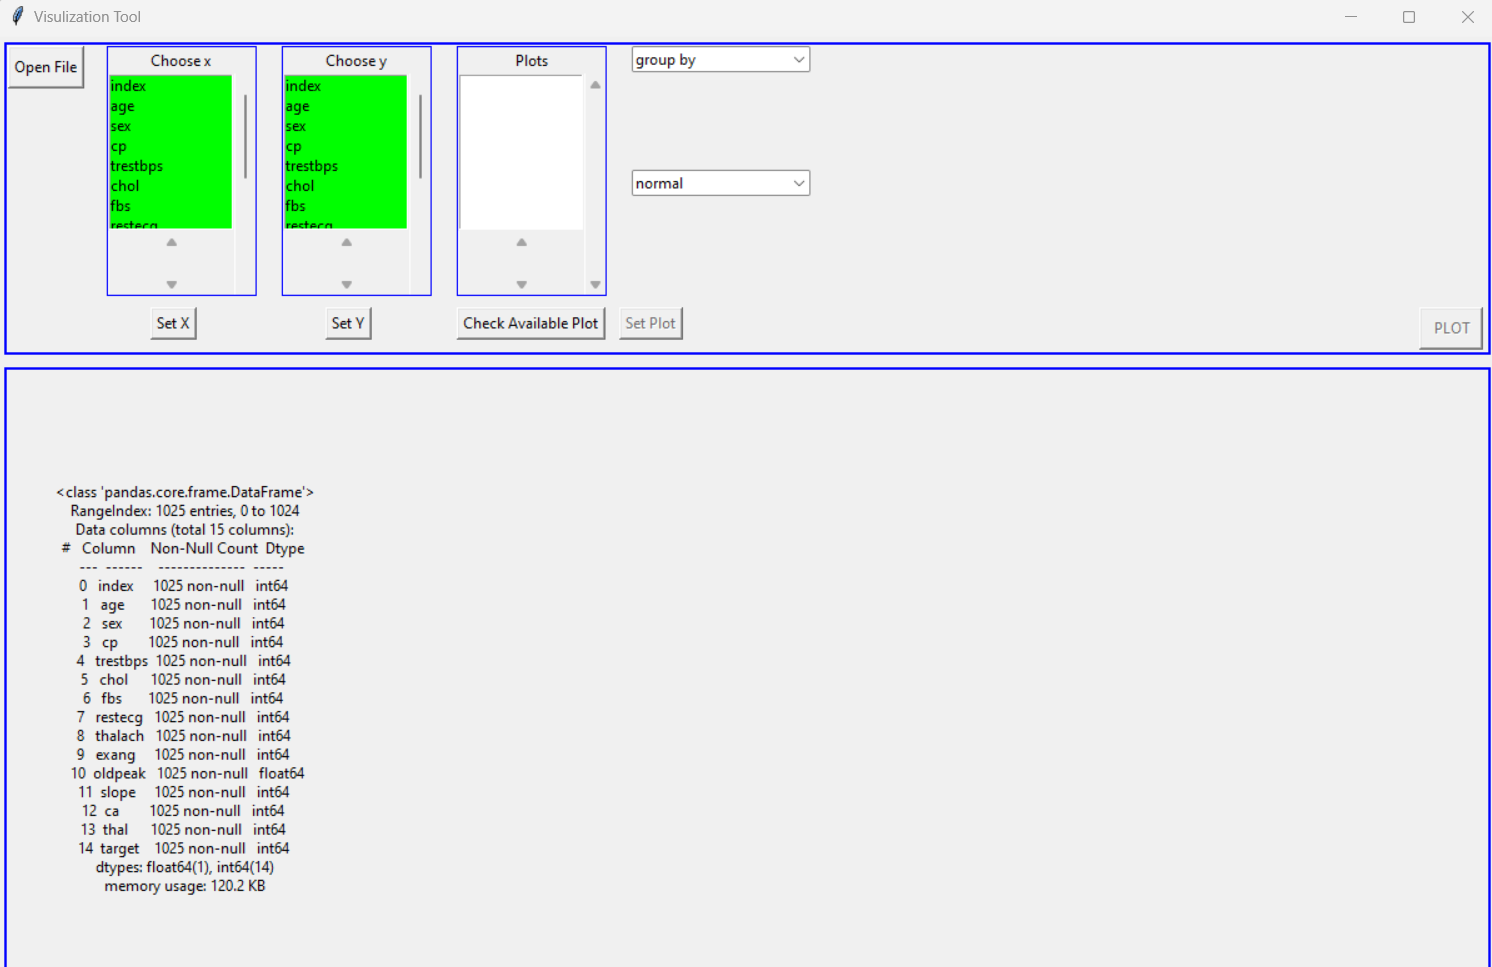 Visulization Tool
Open File
Choose x
index
age
sex
cp
trestbps
chol
fbs
restecg
Set X
Choose y
index
age
sex
cp
trestbps
chol
fbs
restecg
Set Y
Plots
Check Available Plot
group by
normal
Set Plot
PLOT
<class 'pandas.core.frame.DataFrame'>
RangeIndex: 1025 entries, 0 to 1024
Data columns (total 15 columns):
# Column Non-Null Count Dtype
--- ------ -------------- -----
0 index 1025 non-null int64
1 age 1025 non-null int64
2 sex 1025 non-null int64
3 cp 1025 non-null int64
4 trestbps 1025 non-null int64
5 chol 1025 non-null int64
6 fbs 1025 non-null int64
7 restecg 1025 non-null int64
8 thalach 1025 non-null int64
9 exang 1025 non-null int64
10 oldpeak 1025 non-null float64
11 slope 1025 non-null int64
12 ca 1025 non-null int64
13 thal 1025 non-null int64
14 target 1025 non-null int64
dtypes: float64(1), int64(14)
memory usage: 120.2 KB